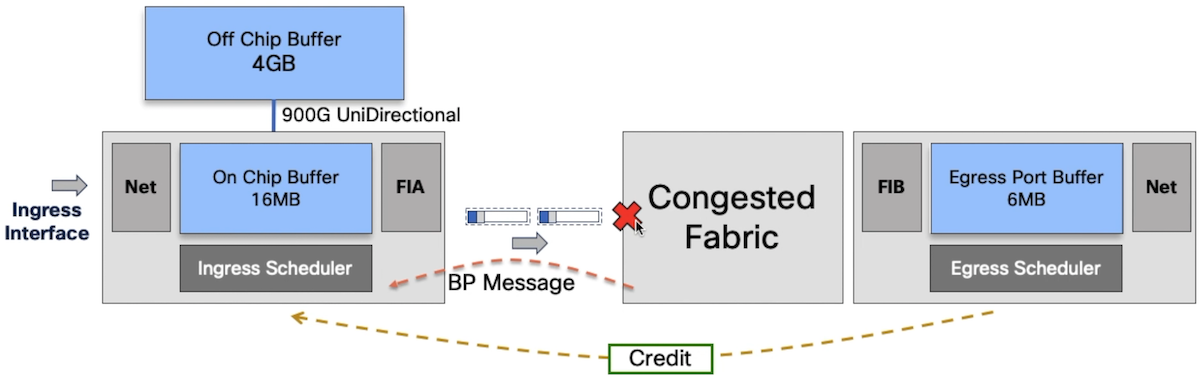 Off Chip Buffer
4GB
900G UniDirectional
Net
On Chip Buffer
16MB
FIA
Ingress
Interface
Ingress Scheduler
BP Message
Congested
Fabric
FIB
Egress Port Buffer
6MB
Net
Egress Scheduler
Credit